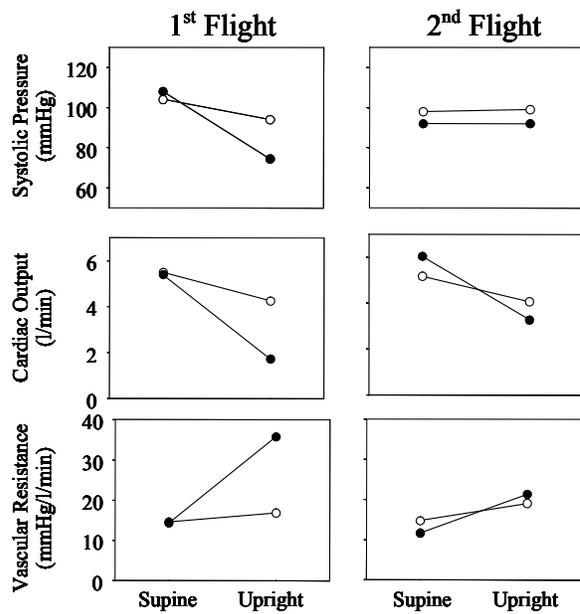 1st Flight
2nd Flight
Systolic Pressure
(mmHg)
120
100
80
60
Cardiac Output
(l/min)
6
4
2
0
Vascular Resistance
(mmHg/l/min)
40
30
20
10
0
Supine
Upright
Supine
Upright